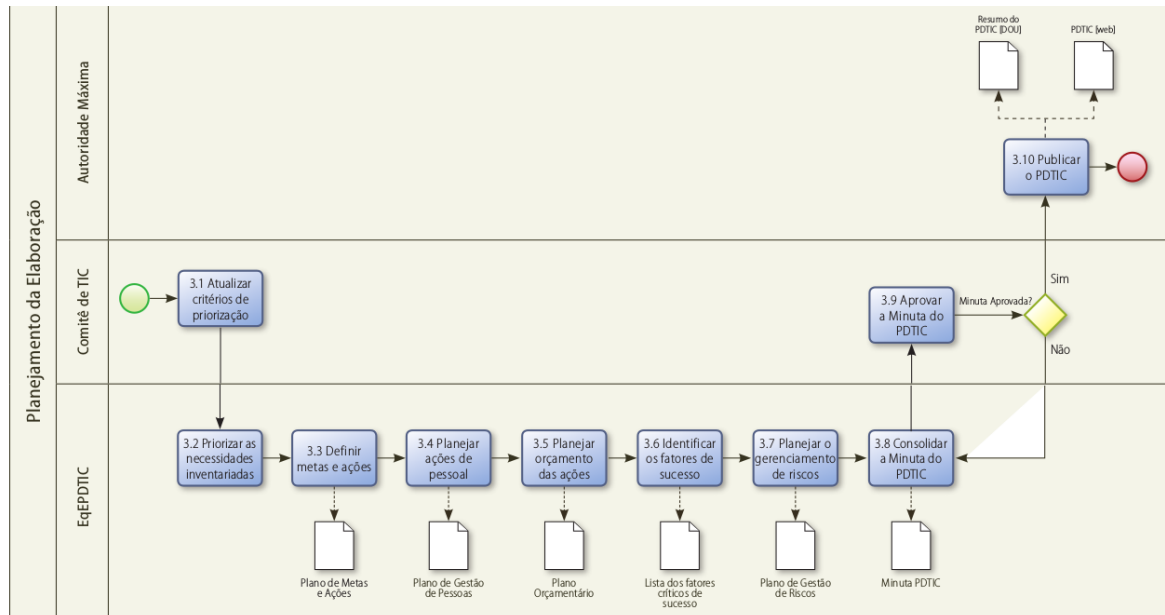 Planejamento da Elaboração
Autoridade Máxima
Resumo do
PDTIC [DOU]
PDTIC [web]
3.10 Publicar
o PDTIC
Comitê de TIC
3.1 Atualizar
critérios de
priorização
3.9 Aprovar
a Minuta do
PDTIC
Minuta Aprovada?
Sim
Não
EqEPDTIC
3.2 Priorizar as
necessidades
inventariadas
3.3 Definir
metas e ações
3.4 Planejar
ações de
pessoal
3.5 Planejar
orçamento
das ações
3.6 Identificar
os fatores de
sucesso
3.7 Planejar o
gerenciamento
de riscos
3.8 Consolidar
a Minuta do
PDTIC
Plano de Metas
e Ações
Plano de Gestão
de Pessoas
Plano
Orçamentário
Lista dos fatores
críticos de
sucesso
Plano de Gestão
de Riscos
Minuta PDTIC